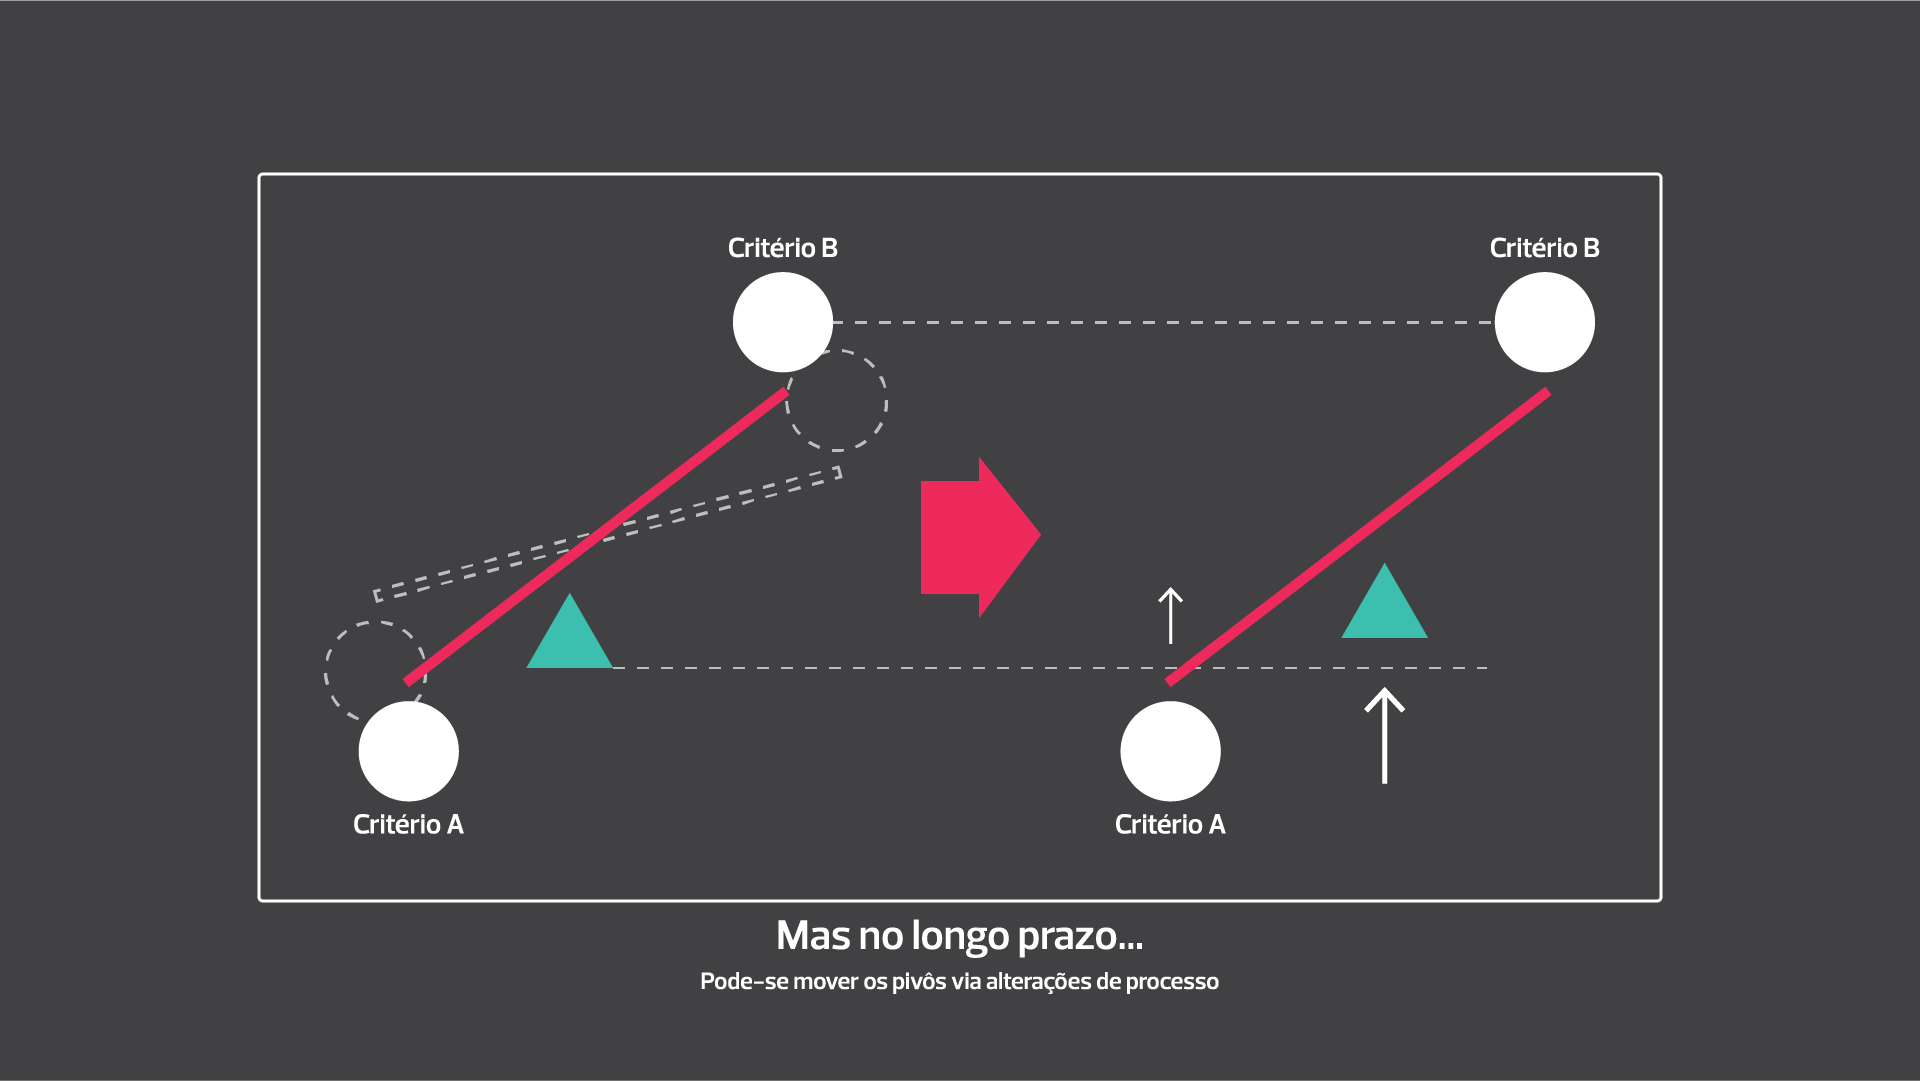 Critério B
Critério B
Critério A
Critério A
Mas no longo prazo...
Pode-se mover os pivôs via alterações de processo